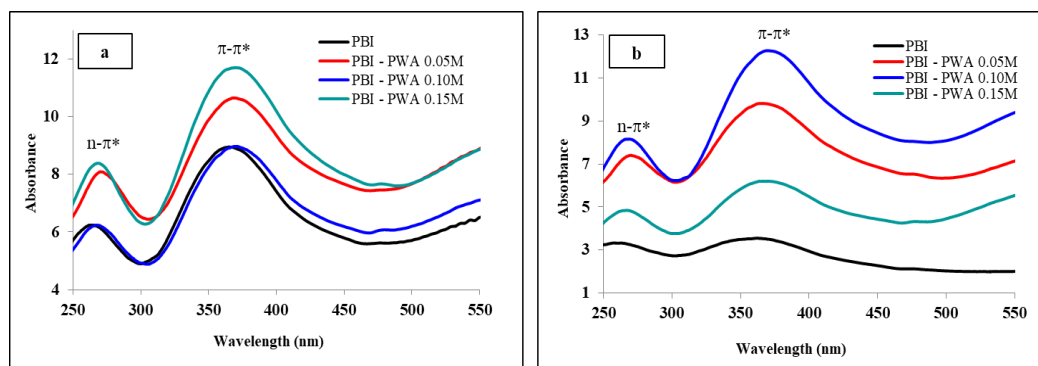 a
π-π*
n-π*
PBI
PBI - PWA 0.05M
PBI - PWA 0.10M
PBI - PWA 0.15M
Absorbance
12
10
8
6
4
250 300 350 400 450 500 550
Wavelength (nm)
b
π-π*
n-π*
PBI
PBI - PWA 0.05M
PBI - PWA 0.10M
PBI - PWA 0.15M
Absorbance
13
11
9
7
5
3
1
250 300 350 400 450 500 550
Wavelength (nm)